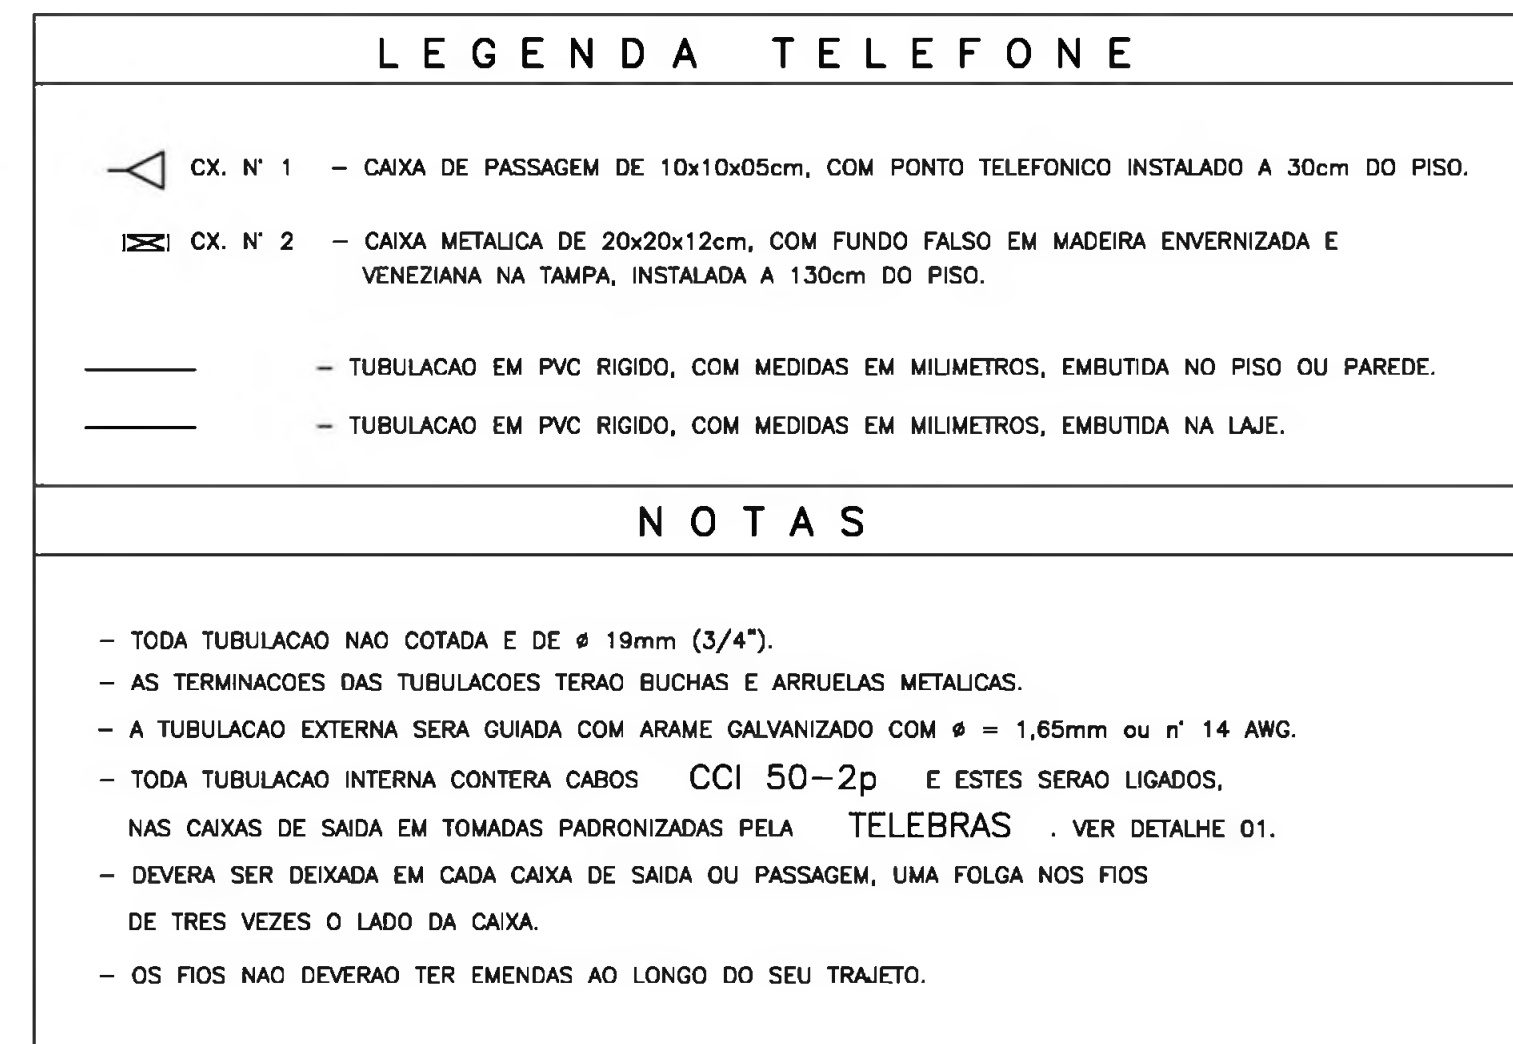 LEGENDA TELEFONE
CX. N° 1 - CAIXA DE PASSAGEM DE 10x10x05cm, COM PONTO TELEFONICO INSTALADO A 30cm DO PISO.
CX. N° 2 - CAIXA METALICA DE 20x20x12cm, COM FUNDO FALSO EM MADEIRA ENVERNIZADA E
VENEZIANA NA TAMPA, INSTALADA A 130cm DO PISO.
- TUBULACAO EM PVC RIGIDO, COM MEDIDAS EM MILIMETROS, EMBUTIDA NO PISO OU PAREDE.
- TUBULACAO EM PVC RIGIDO, COM MEDIDAS EM MILIMETROS, EMBUTIDA NA LAJE.
NOTAS
- TODA TUBULACAO NAO COTADA E DE ø 19mm (3/4").
- AS TERMINACOES DAS TUBULACOES TERAO BUCHAS E ARRUELAS METALICAS.
- A TUBULACAO EXTERNA SERA GUIADA COM ARAME GALVANIZADO COM ø = 1,65mm ou n° 14 AWG.
- TODA TUBULACAO INTERNA CONTERA CABOS CCI 50-2p E ESTES SERAO LIGADOS,
NAS CAIXAS DE SAIDA EM TOMADAS PADRONIZADAS PELA TELEBRAS . VER DETALHE 01.
- DEVERA SER DEIXADA EM CADA CAIXA DE SAIDA OU PASSAGEM, UMA FOLGA NOS FIOS
DE TRES VEZES O LADO DA CAIXA.
- OS FIOS NAO DEVERAO TER EMENDAS AO LONGO DO SEU TRAJETO.